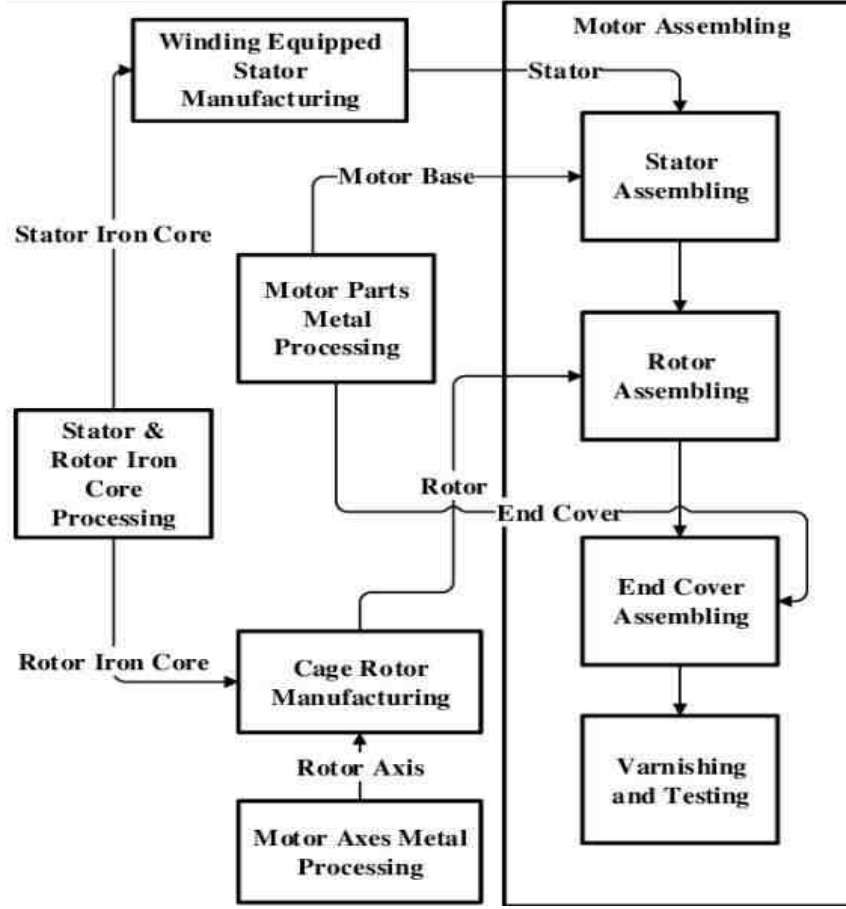 Winding Equipped
Stator
Manufacturing
Motor Assembling
Stator
Stator
Assembling
Motor Base
Stator Iron Core
Motor Parts
Metal
Processing
Rotor
Assembling
Stator &
Rotor Iron
Core
Processing
Rotor
End Cover
End Cover
Assembling
Rotor Iron Core
Cage Rotor
Manufacturing
Rotor Axis
Varnishing
and Testing
Motor Axes Metal
Processing